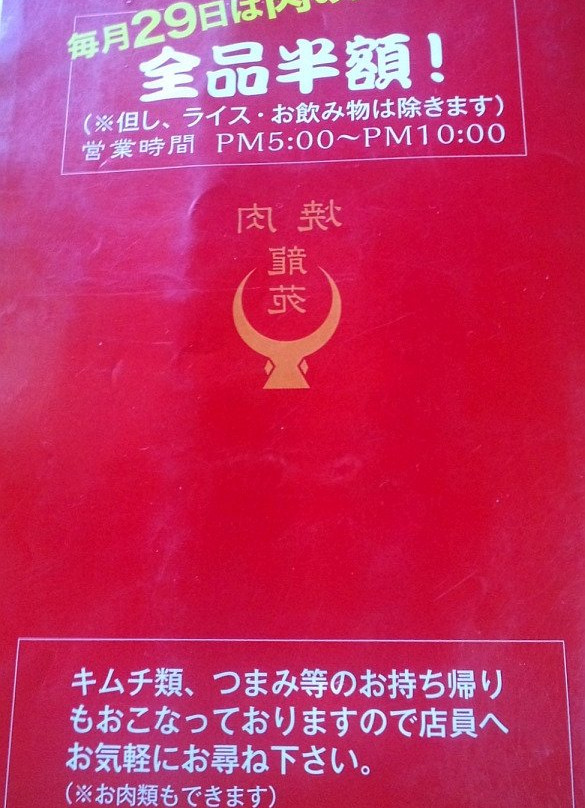 毎月29日は肉の
全品半額！
（※但し、ライス・お飲み物は除きます）
営業時間 PM5:00～PM10:00
焼肉
龍
苑
キムチ類、つまみ等のお持ち帰り
もおこなっておりますので店員へ
お気軽にお尋ね下さい。
（※お肉類もできます）